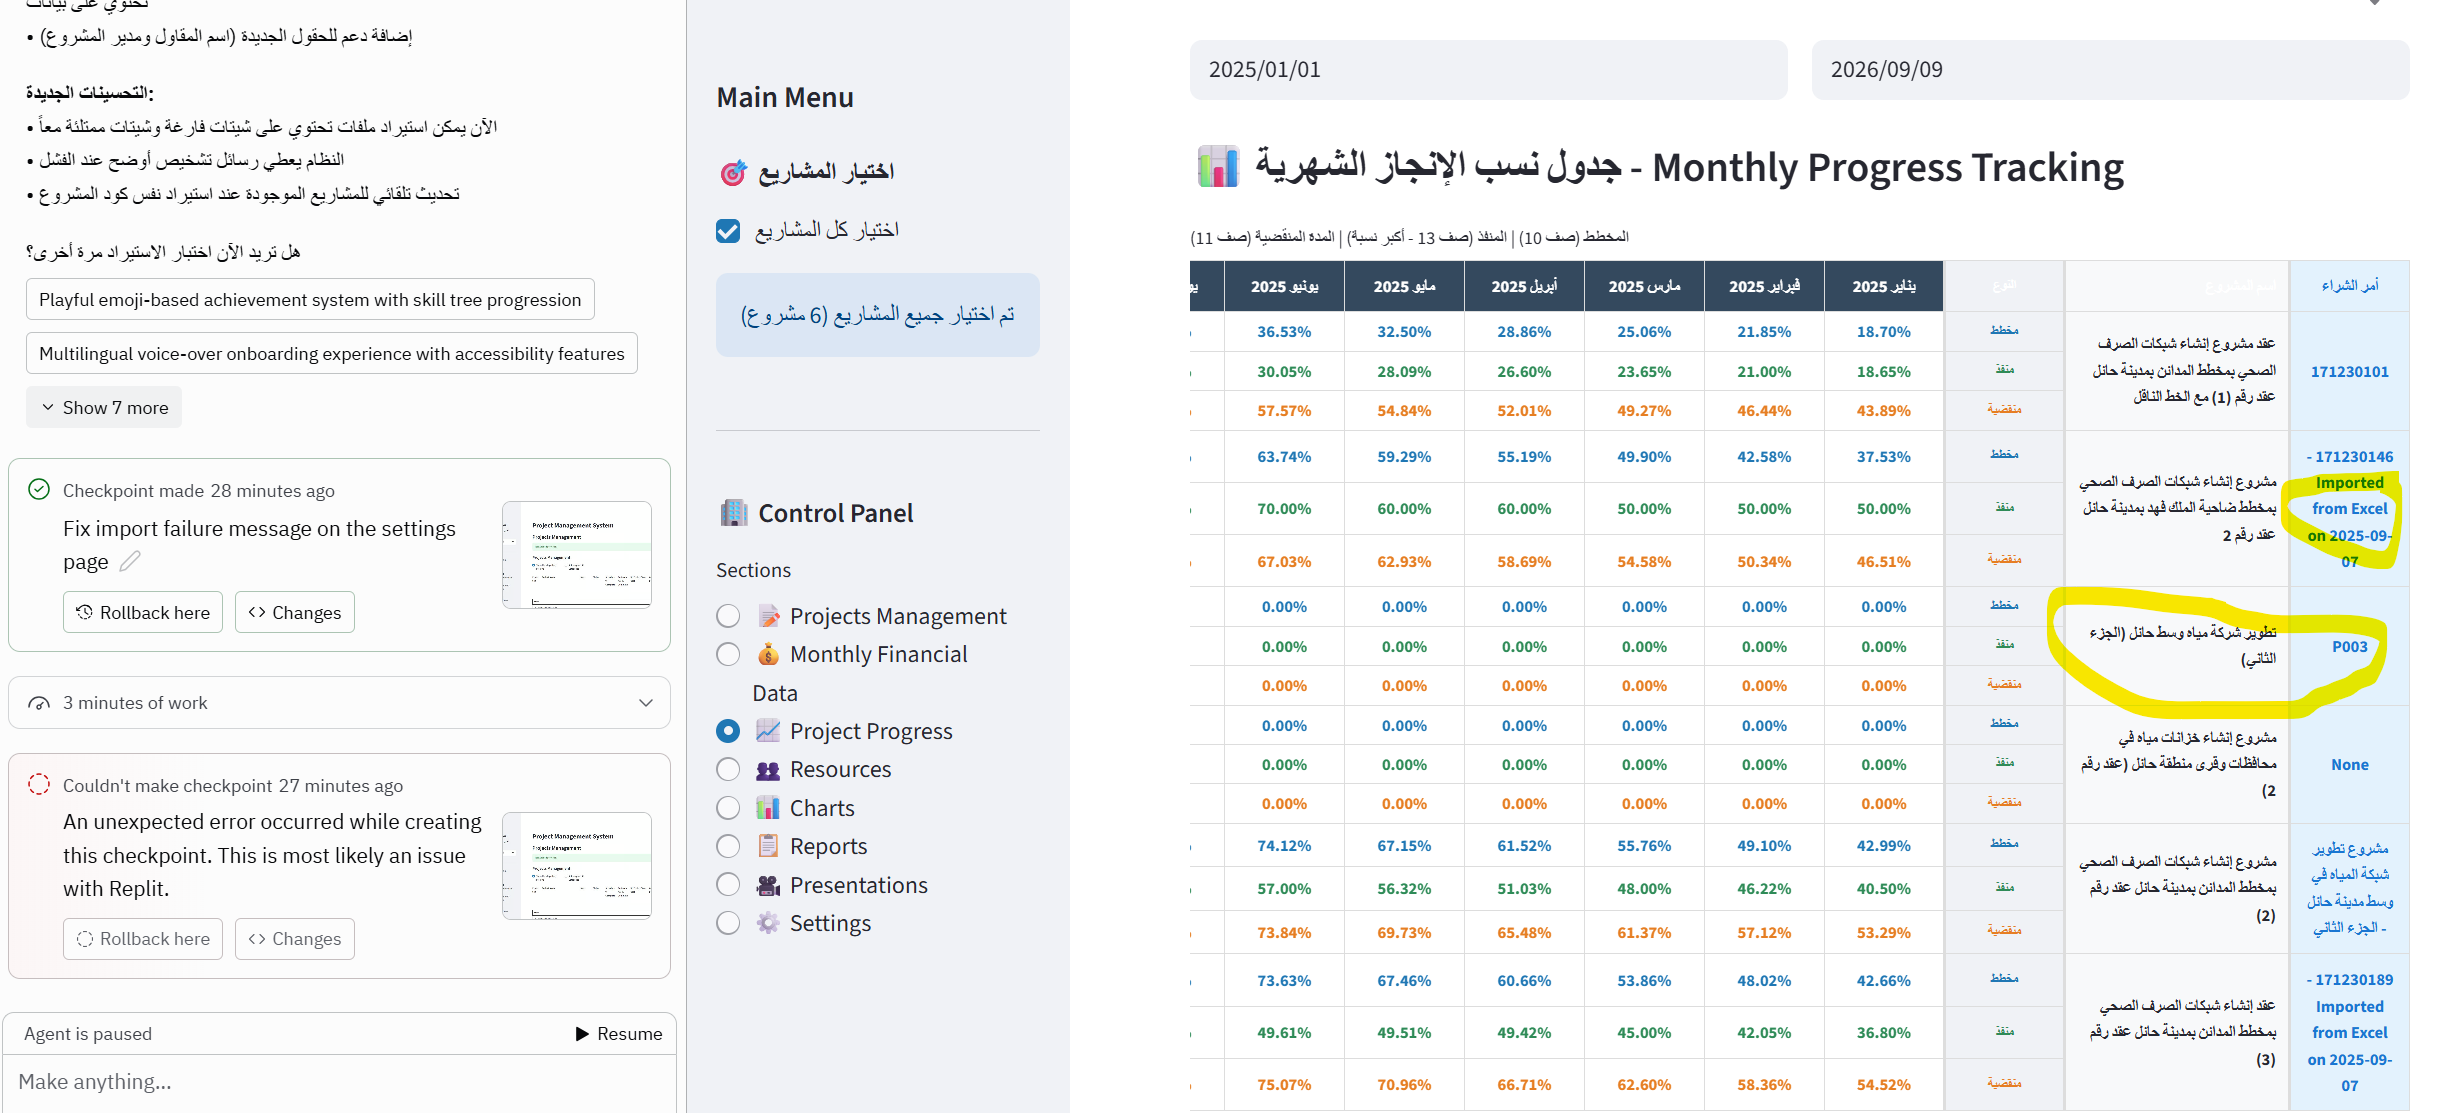 تحتوي على بيانات
• إضافة دعم للحقول الجديدة (اسم المقاول ومدير المشروع)
التحسينات الجديدة:
• الآن يمكن استيراد ملفات تحتوي على شيتات فارغة وشيتات ممتلئة معاً
• النظام يعطي رسائل تشخيص أوضح عند الفشل
• تحديث تلقائي للمشاريع الموجودة عند استيراد نفس كود المشروع
هل تريد الآن اختبار الاستيراد مرة أخرى؟
Playful emoji-based achievement system with skill tree progression
Multilingual voice-over onboarding experience with accessibility features
Show 7 more
Checkpoint made 28 minutes ago
Fix import failure message on the settings
page
Rollback here
<> Changes
3 minutes of work
Couldn't make checkpoint 27 minutes ago
An unexpected error occurred while creating
this checkpoint. This is most likely an issue
with Replit.
Rollback here
<> Changes
Agent is paused
Resume
Make anything...
Main Menu
اختيار المشاريع
اختيار كل المشاريع
تم اختيار جميع المشاريع (6 مشروع)
Control Panel
Sections
Projects Management
Monthly Financial
Data
Project Progress
Resources
Charts
Reports
Presentations
Settings
2025/01/01
2026/09/09
جدول نسب الإنجاز الشهرية - Monthly Progress Tracking
المخطط (صف 10) | المنفذ (صف 13 - أكبر نسبة) | المدة المنقضية (صف 11)
أمر الشراء
اسم المشروع
النوع
يناير 2025
فبراير 2025
مارس 2025
أبريل 2025
مايو 2025
يونيو 2025
يو
171230101
عقد مشروع إنشاء شبكات الصرف
الصحي بمخطط المدائن بمدينة حائل
عقد رقم (1) مع الخط الناقل
مخطط 18.70% 21.85% 25.06% 28.86% 32.50% 36.53%
منفذ 18.65% 21.00% 23.65% 26.60% 28.09% 30.05%
منقضية 43.89% 46.44% 49.27% 52.01% 54.84% 57.57%
171230146 -
Imported
from Excel
on 2025-09-
07
مشروع إنشاء شبكات الصرف الصحي
بمخطط ضاحية الملك فهد بمدينة حائل
عقد رقم 2
مخطط 37.53% 42.58% 49.90% 55.19% 59.29% 63.74%
منفذ 50.00% 50.00% 50.00% 60.00% 60.00% 70.00%
منقضية 46.51% 50.34% 54.58% 58.69% 62.93% 67.03%
P003
تطوير شركة مياه وسط حائل (الجزء
الثاني)
مخطط 0.00% 0.00% 0.00% 0.00% 0.00% 0.00%
منفذ 0.00% 0.00% 0.00% 0.00% 0.00% 0.00%
منقضية 0.00% 0.00% 0.00% 0.00% 0.00% 0.00%
None
مشروع إنشاء خزانات مياه في
محافظات وقرى منطقة حائل (عقد رقم
2)
مخطط 0.00% 0.00% 0.00% 0.00% 0.00% 0.00%
منفذ 0.00% 0.00% 0.00% 0.00% 0.00% 0.00%
منقضية 0.00% 0.00% 0.00% 0.00% 0.00% 0.00%
مشروع تطوير
شبكة المياه في
وسط مدينة حائل
- الجزء الثاني
مشروع إنشاء شبكات الصرف الصحي
بمخطط المدائن بمدينة حائل عقد رقم
(2)
مخطط 42.99% 49.10% 55.76% 61.52% 67.15% 74.12%
منفذ 40.50% 46.22% 48.00% 51.03% 56.32% 57.00%
منقضية 53.29% 57.12% 61.37% 65.48% 69.73% 73.84%
171230189 -
Imported
from Excel
on 2025-09-
07
عقد إنشاء شبكات الصرف الصحي
بمخطط المدائن بمدينة حائل عقد رقم
(3)
مخطط 42.66% 48.02% 53.86% 60.66% 67.46% 73.63%
منفذ 36.80% 42.05% 45.00% 49.42% 49.51% 49.61%
منقضية 54.52% 58.36% 62.60% 66.71% 70.96% 75.07%